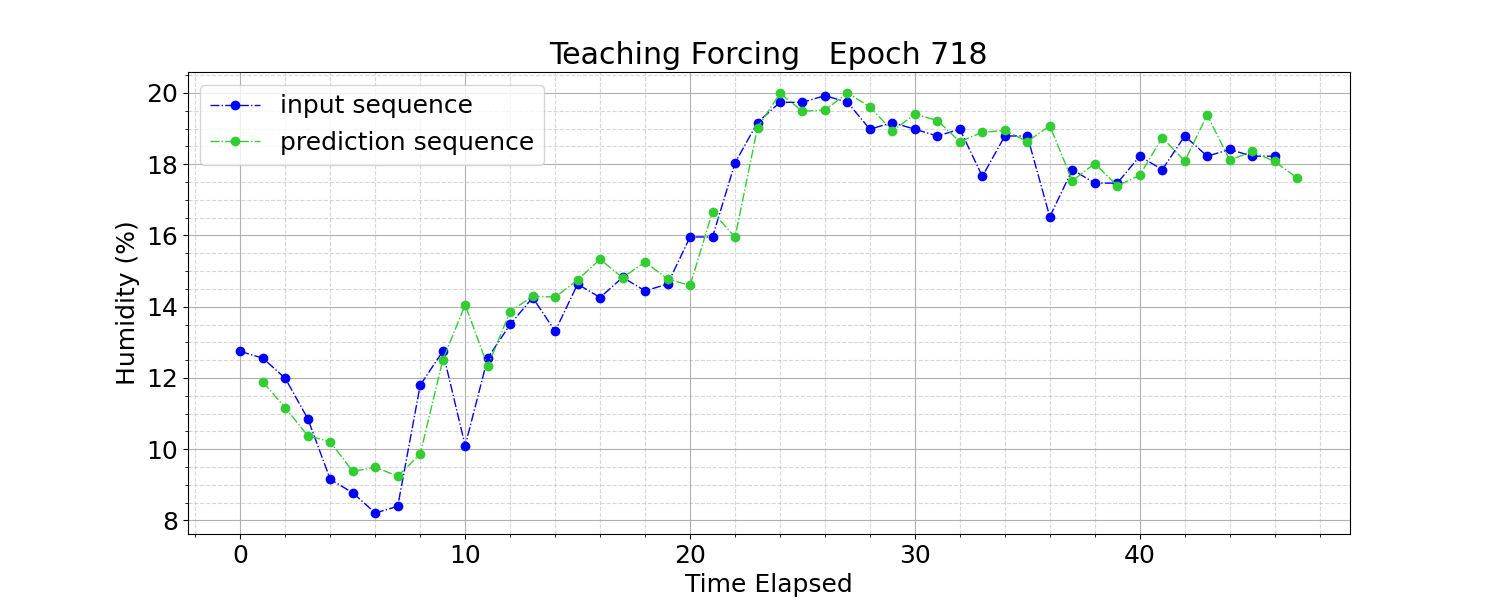 Teaching Forcing   Epoch 718
input sequence
prediction sequence
Humidity (%)
20
18
16
14
12
10
8
0 10 20 30 40
Time Elapsed